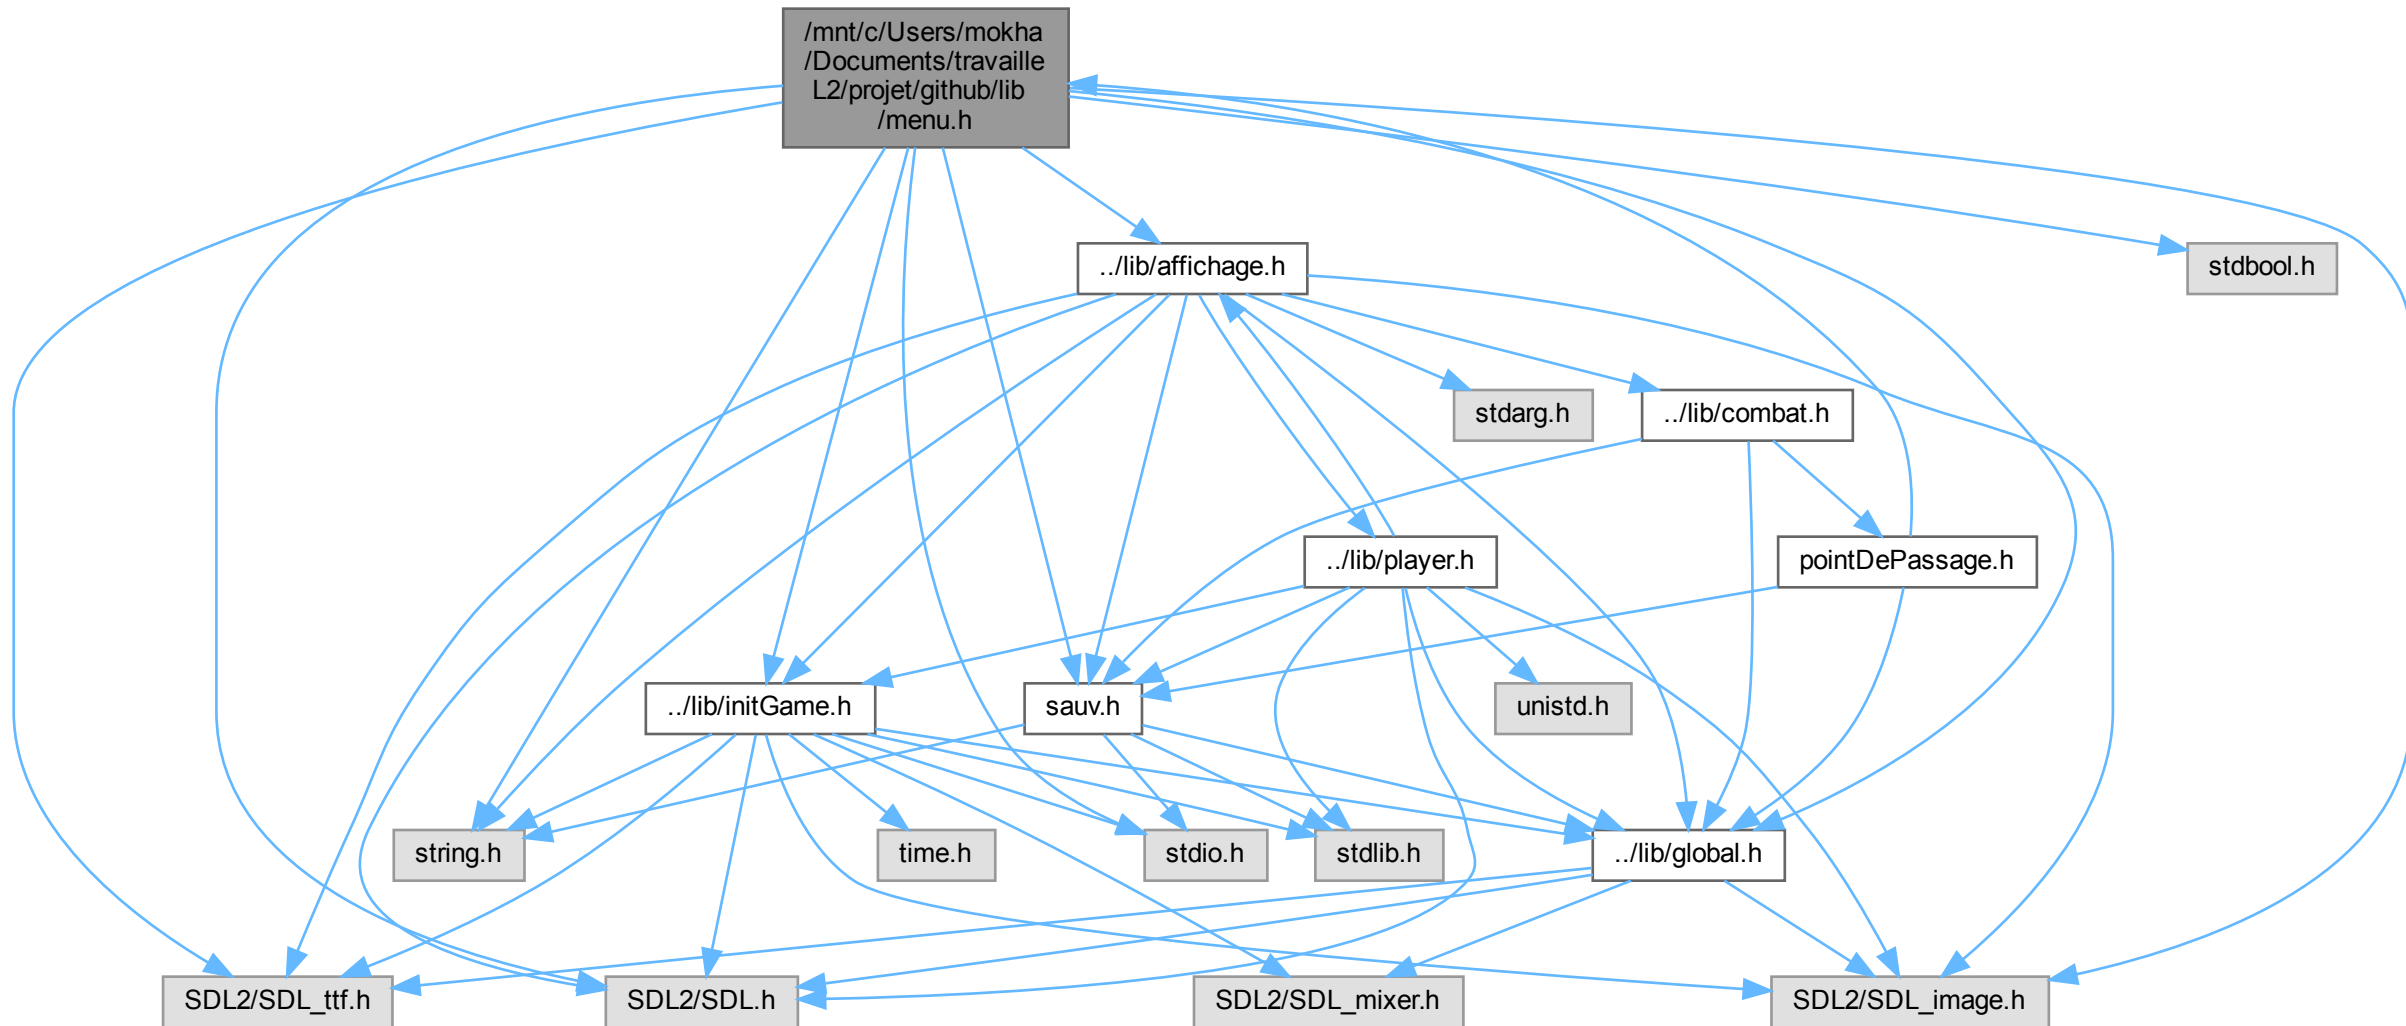 /mnt/c/Users/mokha
/Documents/travaille
L2/projet/github/lib
/menu.h
../lib/affichage.h
stdbool.h
stdarg.h
../lib/combat.h
../lib/player.h
pointDePassage.h
../lib/initGame.h
sauv.h
unistd.h
string.h
time.h
stdio.h
stdlib.h
../lib/global.h
SDL2/SDL_ttf.h
SDL2/SDL.h
SDL2/SDL_mixer.h
SDL2/SDL_image.h